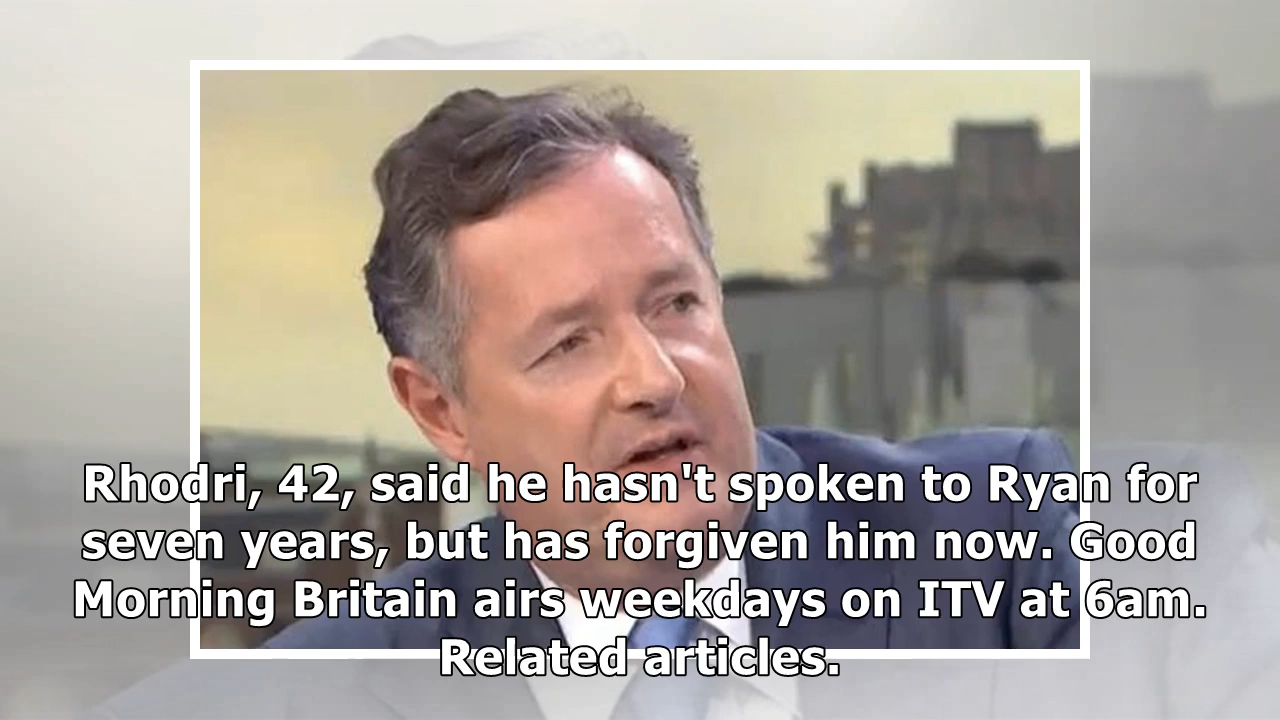 Rhodri, 42, said he hasn't spoken to Ryan for
seven years, but has forgiven him now. Good
Morning Britain airs weekdays on ITV at 6am.
Related articles.